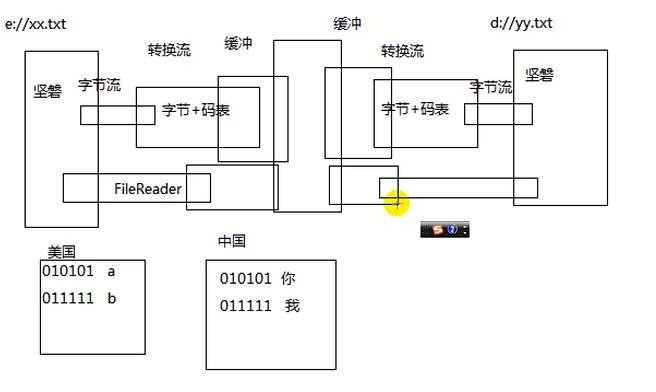 e://xx.txt
缓冲
d://yy.txt
转换流
缓冲
转换流
坚磐
字节流
字节+码表
字节+码表
字节流
坚磐
FileReader
美国
010101 a
011111 b
中国
010101 你
011111 我